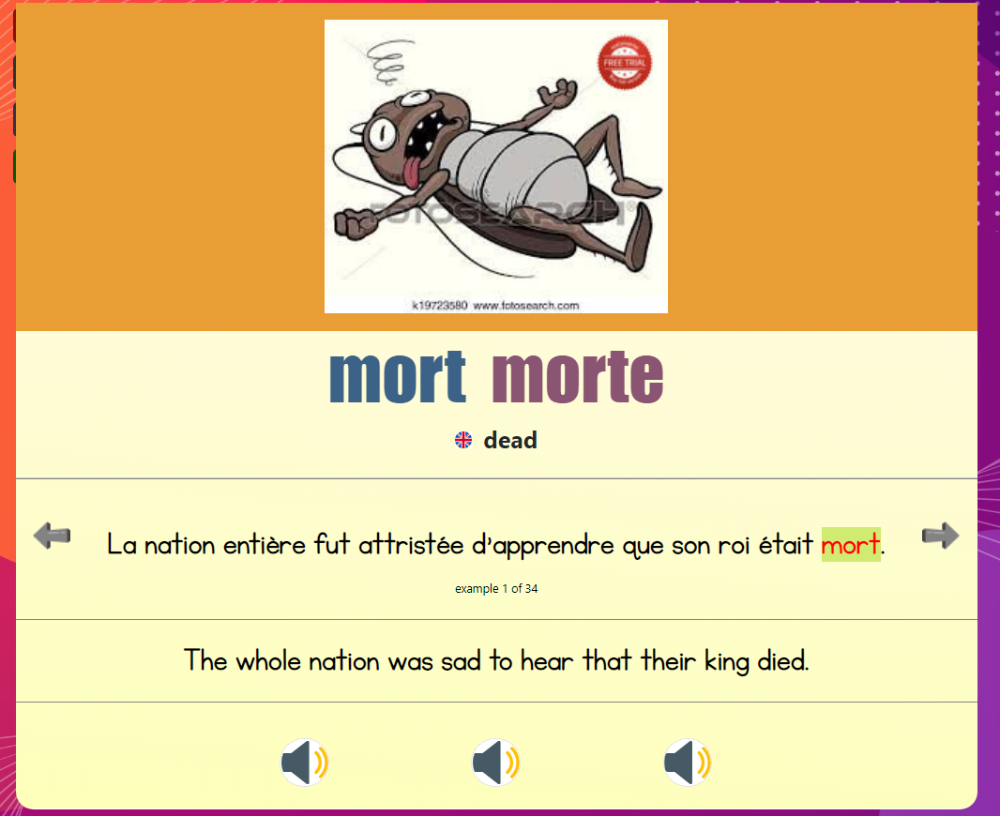 FREE TRIAL
FOTOSEARCH
k19723580 www.fotosearch.com
mort morte
dead
La nation entière fut attristée d'apprendre que son roi était mort.
example 1 of 34
The whole nation was sad to hear that their king died.